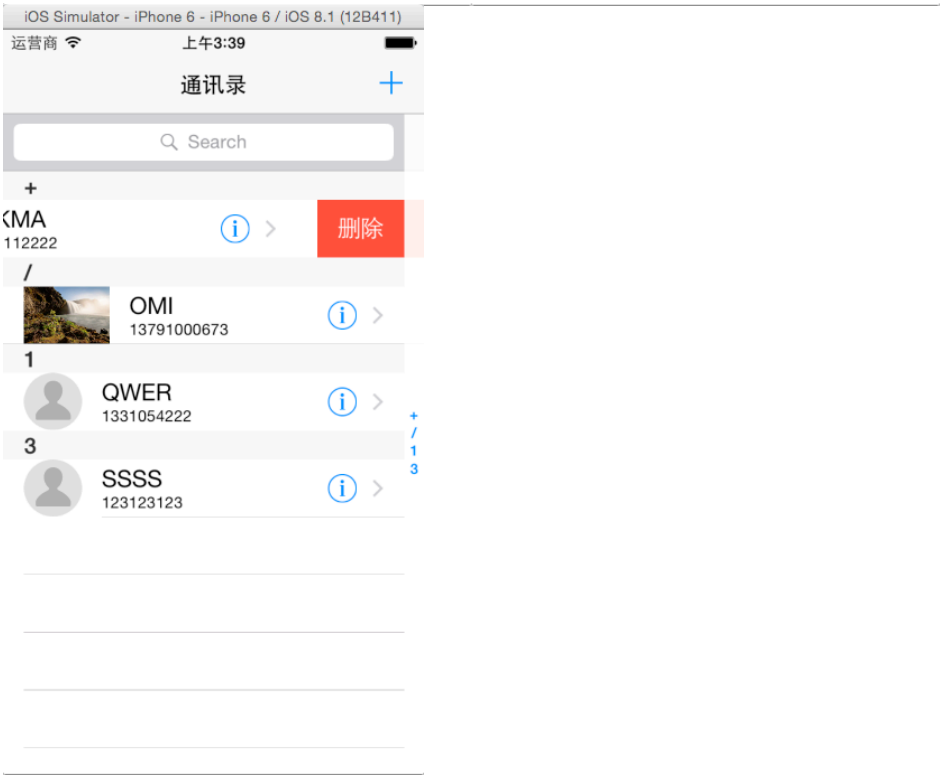 iOS Simulator - iPhone 6 - iPhone 6 / iOS 8.1 (12B411)
运营商 上午3:39
通讯录 +
Search
+
KMA
112222
删除
/
OMI
13791000673
1
QWER
1331054222
3
SSSS
123123123
+
/
1
3